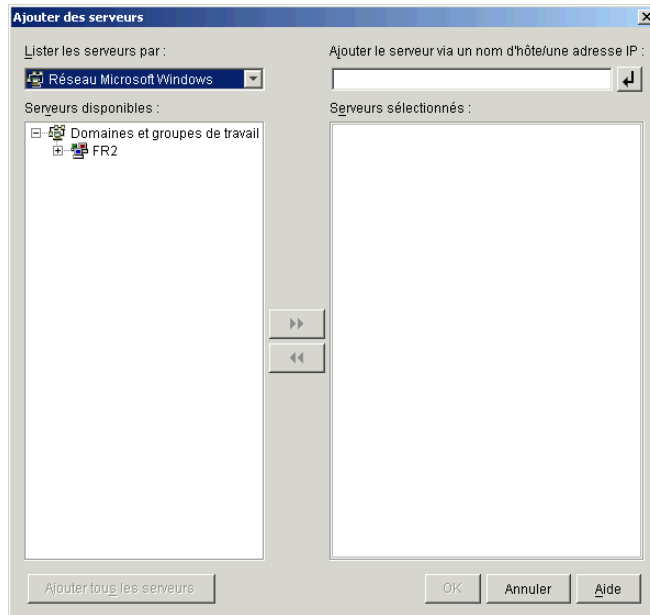 Ajouter des serveurs
Lister les serveurs par :
Ajouter le serveur via un nom d'hôte/une adresse IP :
Réseau Microsoft Windows
Serveurs disponibles :
Serveurs sélectionnés :
Domaines et groupes de travail
FR2
Ajouter tous les serveurs
OK
Annuler
Aide